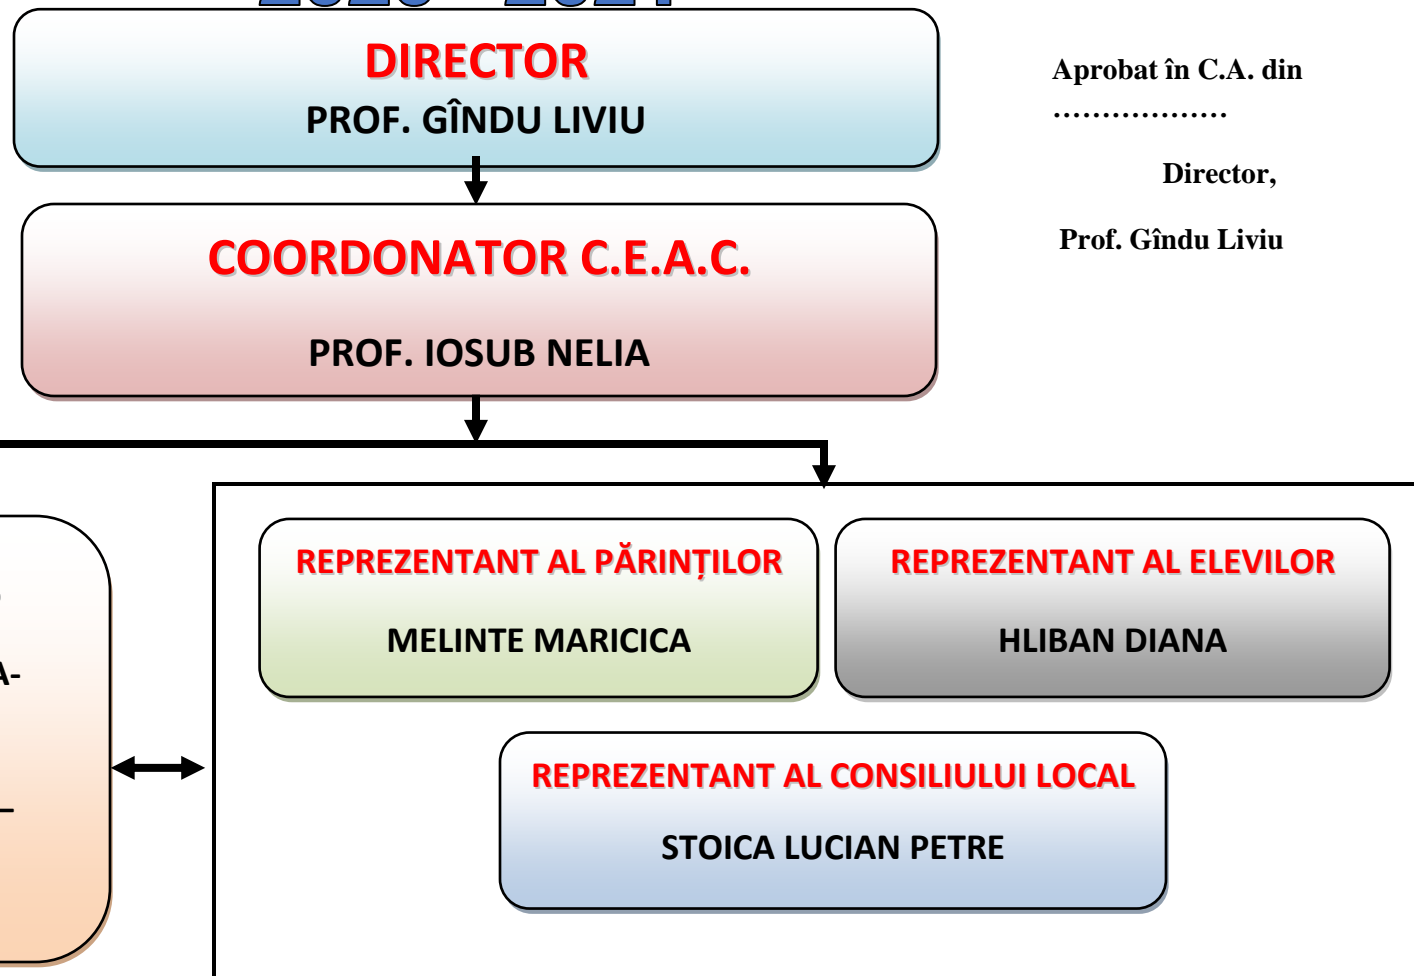 DIRECTOR
PROF. GÎNDU LIVIU
Aprobat în C.A. din
………………
Director,
Prof. Gîndu Liviu
COORDONATOR C.E.A.C.
PROF. IOSUB NELIA
REPREZENTANT AL PĂRINȚILOR
MELINTE MARICICA
REPREZENTANT AL ELEVILOR
HLIBAN DIANA
REPREZENTANT AL CONSILIULUI LOCAL
STOICA LUCIAN PETRE